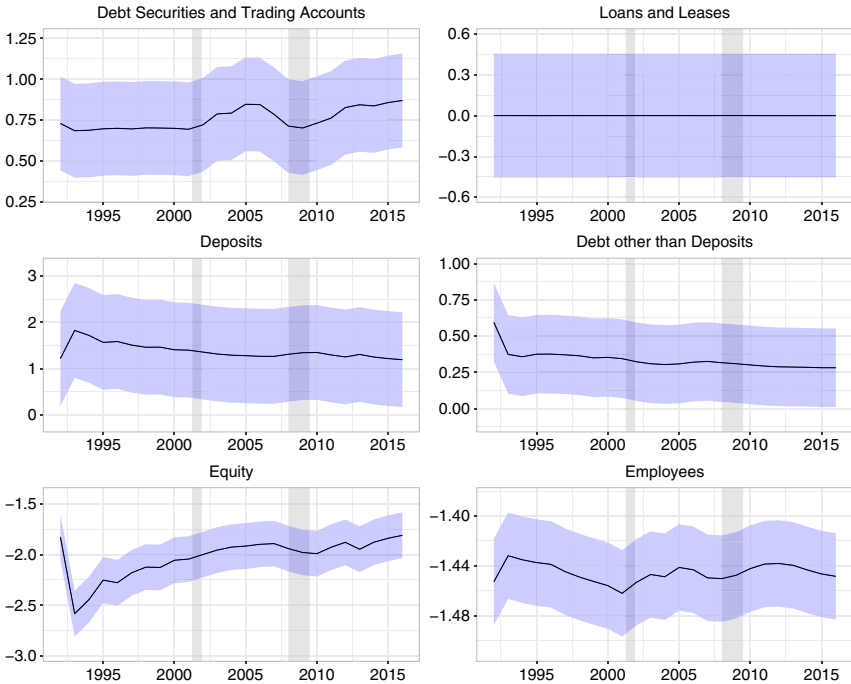 Debt Securities and Trading Accounts
1.25
1.00
0.75
0.50
0.25
1995 2000 2005 2010 2015
Loans and Leases
0.6
0.3
0.0
−0.3
−0.6
1995 2000 2005 2010 2015
Deposits
3
2
1
0
1995 2000 2005 2010 2015
Debt other than Deposits
1.00
0.75
0.50
0.25
0.00
1995 2000 2005 2010 2015
Equity
−1.5
−2.0
−2.5
−3.0
1995 2000 2005 2010 2015
Employees
−1.40
−1.44
−1.48
1995 2000 2005 2010 2015